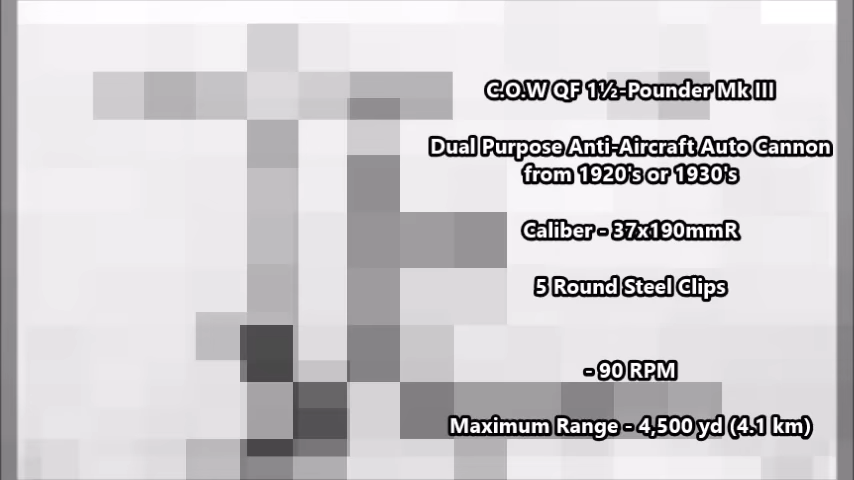 C.O.W QF 1½-Pounder Mk III
Dual Purpose Anti-Aircraft Auto Cannon
from 1920's or 1930's
Caliber - 37x190mmR
5 Round Steel Clips
- 90 RPM
Maximum Range - 4,500 yd (4.1 km)